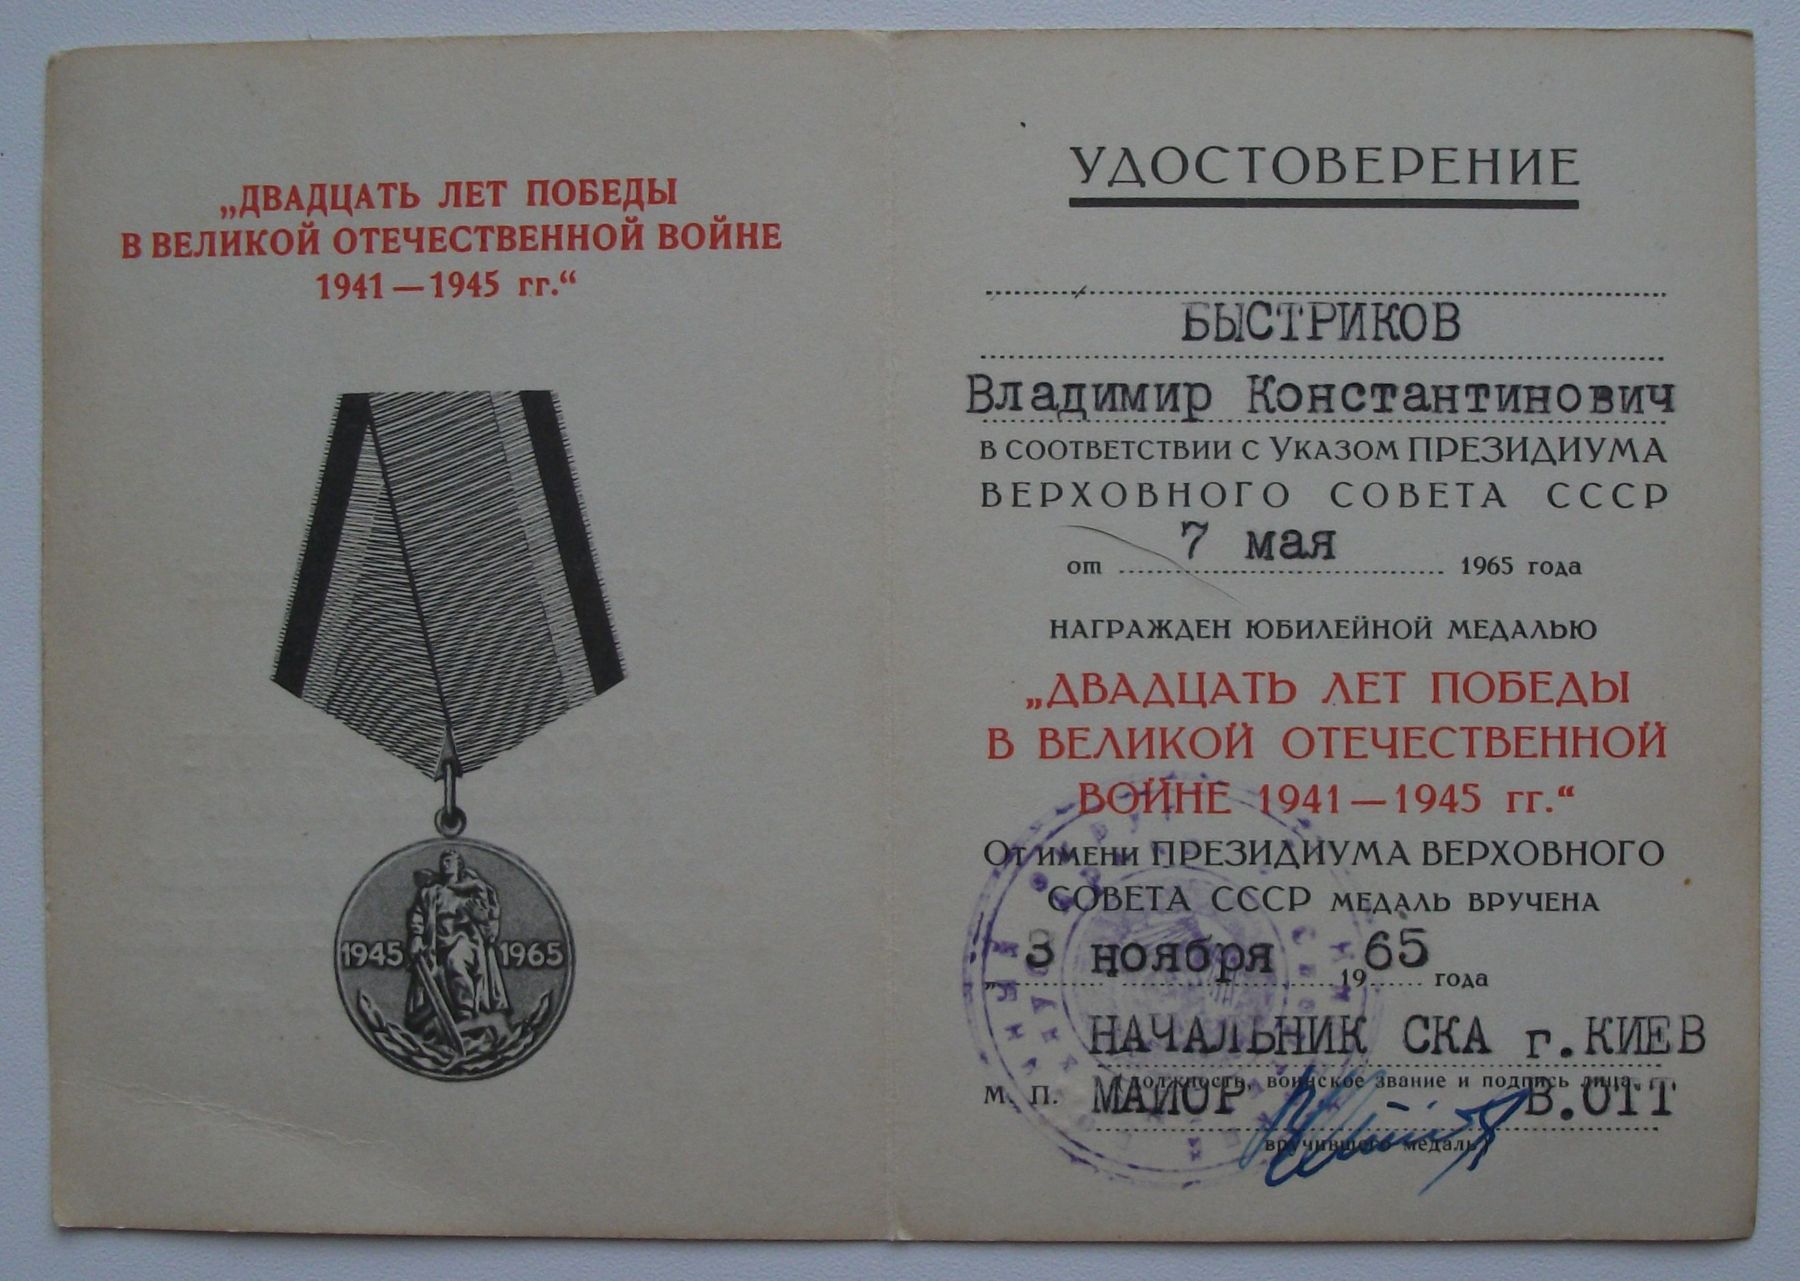 „ДВАДЦАТЬ ЛЕТ ПОБЕДЫ
В ВЕЛИКОЙ ОТЕЧЕСТВЕННОЙ ВОЙНЕ
1941—1945 гг.“
1945 1965
УДОСТОВЕРЕНИЕ
БЫСТРИКОВ
Владимир Константинович
В СООТВЕТСТВИИ С УКАЗОМ ПРЕЗИДИУМА
ВЕРХОВНОГО СОВЕТА СССР
от 7 мая 1965 года
НАГРАЖДЕН ЮБИЛЕЙНОЙ МЕДАЛЬЮ
„ДВАДЦАТЬ ЛЕТ ПОБЕДЫ
В ВЕЛИКОЙ ОТЕЧЕСТВЕННОЙ
ВОЙНЕ 1941—1945 гг.“
ОТ ИМЕНИ ПРЕЗИДИУМА ВЕРХОВНОГО
СОВЕТА СССР МЕДАЛЬ ВРУЧЕНА
„3 ноября 1965 года
НАЧАЛЬНИК СКА г.КИЕВ
(должность, воинское звание и подпись лица,
М. П. МАЙОР В.ОТТ
вручившего медаль)